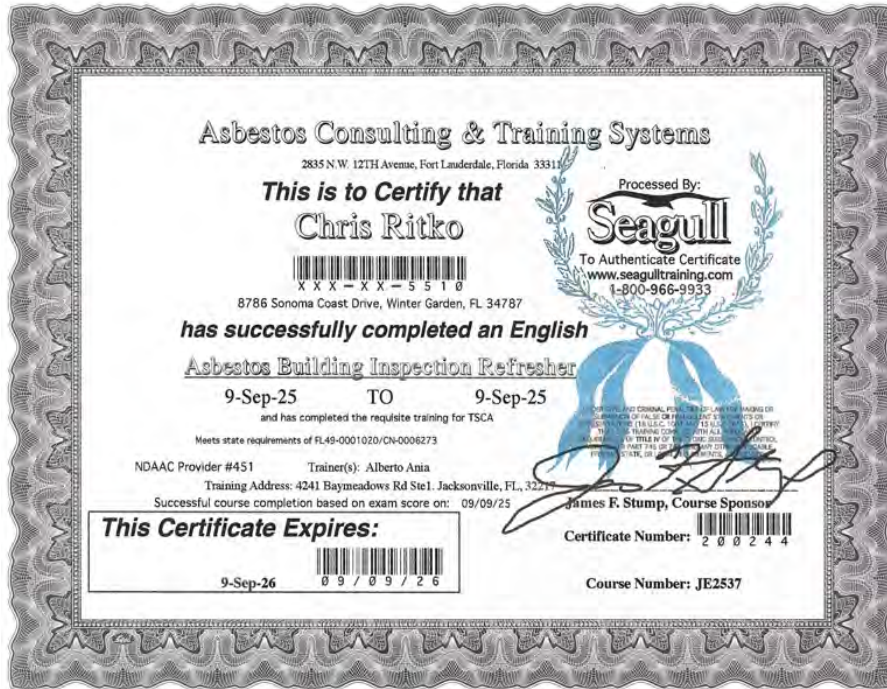 Asbestos Consulting & Training Systems
2835 N.W. 12TH Avenue, Fort Lauderdale, Florida 33311
This is to Certify that
Chris Ritko
XXX-XX-5510
8786 Sonoma Coast Drive, Winter Garden, FL 34787
Processed By:
Seagull
To Authenticate Certificate
www.seagulltraining.com
1-800-966-9933
has successfully completed an English
Asbestos Building Inspection Refresher
9-Sep-25 TO 9-Sep-25
and has completed the requisite training for TSCA
Meets state requirements of FL49-0001020/CN-0006273
NDAAC Provider #451 Trainer(s): Alberto Ania
Training Address: 4241 Baymeadows Rd Ste1. Jacksonville, FL, 32217
Successful course completion based on exam score on: 09/09/25
This Certificate Expires:
9-Sep-26
09/09/26
James F. Stump, Course Sponsor
Certificate Number: 200244
Course Number: JE2537